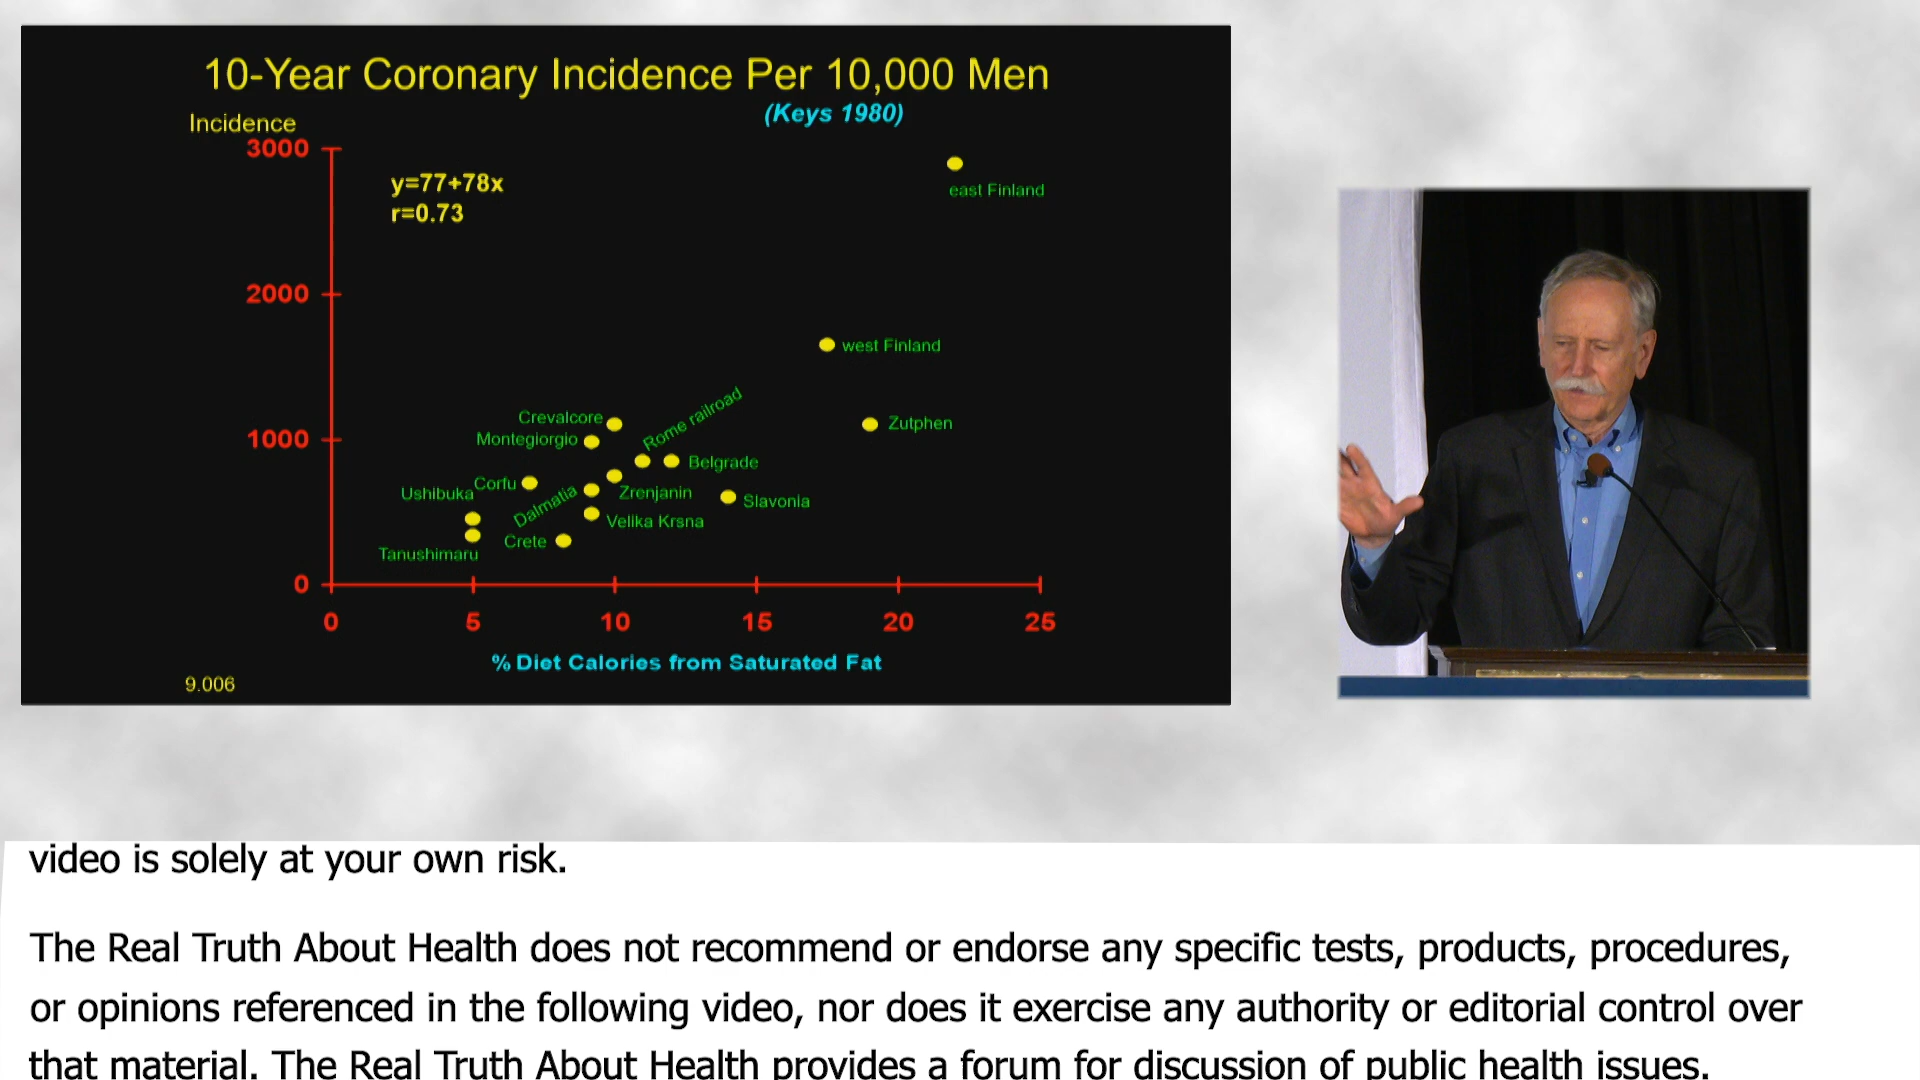 10-Year Coronary Incidence Per 10,000 Men
(Keys 1980)
Incidence
3000
y=77+78x
r=0.73
east Finland
2000
west Finland
Rome railroad
Crevalcore
Zutphen
Montegiorgio
1000
Belgrade
Corfu
Ushibuka
Dalmatia
Zrenjanin
Slavonia
Velika Krsna
Crete
Tanushimaru
0
0 5 10 15 20 25
% Diet Calories from Saturated Fat
9.006
video is solely at your own risk.
The Real Truth About Health does not recommend or endorse any specific tests, products, procedures,
or opinions referenced in the following video, nor does it exercise any authority or editorial control over
that material. The Real Truth About Health provides a forum for discussion of public health issues.